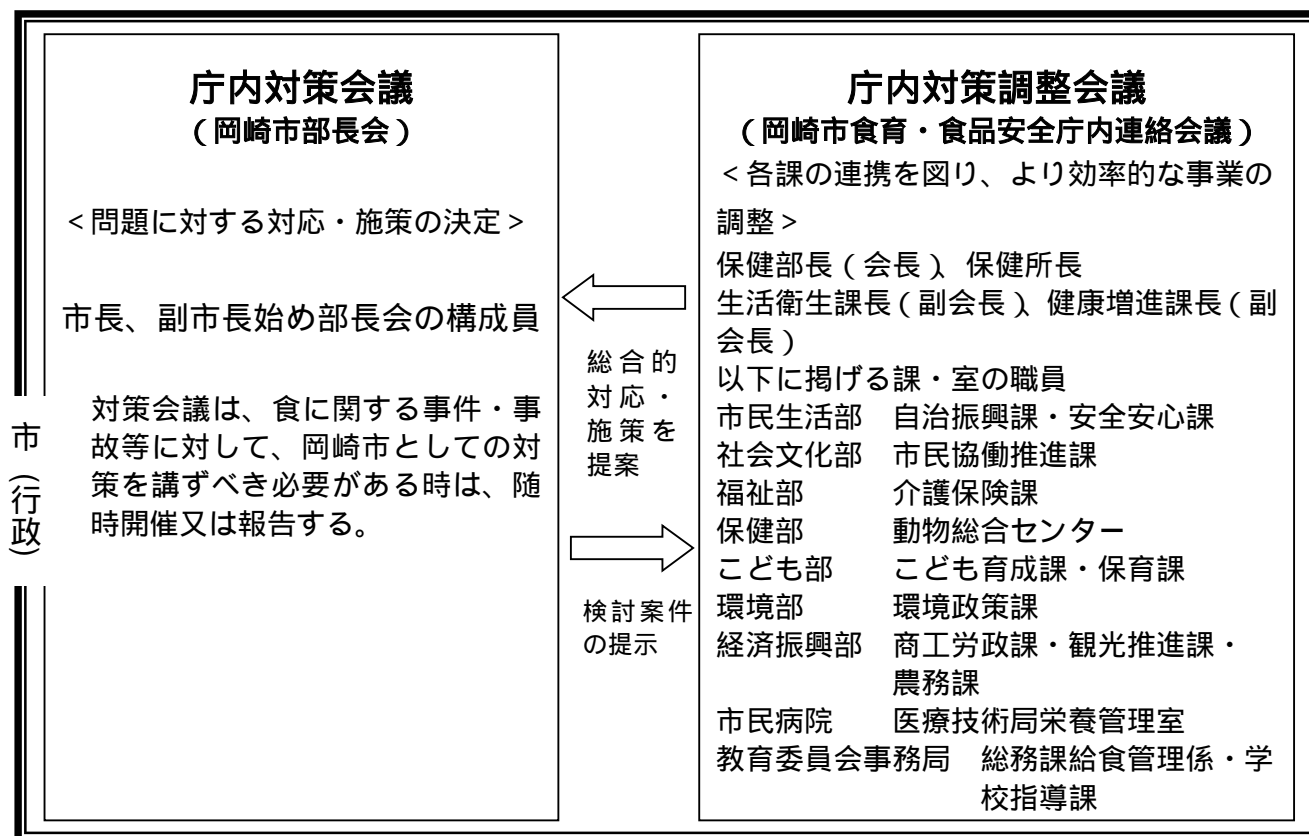 市（行政）
庁内対策会議
（岡崎市部長会）
＜問題に対する対応・施策の決定＞
市長、副市長始め部長会の構成員
対策会議は、食に関する事件・事
故等に対して、岡崎市としての対
策を講ずべき必要がある時は、随
時開催又は報告する。
総合的
対応・
施策を
提案
検討案件
の提示
庁内対策調整会議
（岡崎市食育・食品安全庁内連絡会議）
＜各課の連携を図り、より効率的な事業の
調整＞
保健部長（会長）、保健所長
生活衛生課長（副会長）、健康増進課長（副
会長）
以下に掲げる課・室の職員
市民生活部　自治振興課・安全安心課
社会文化部　市民協働推進課
福祉部　介護保険課
保健部　動物総合センター
こども部　こども育成課・保育課
環境部　環境政策課
経済振興部　商工労政課・観光推進課・
農務課
市民病院　医療技術局栄養管理室
教育委員会事務局　総務課給食管理係・学
校指導課